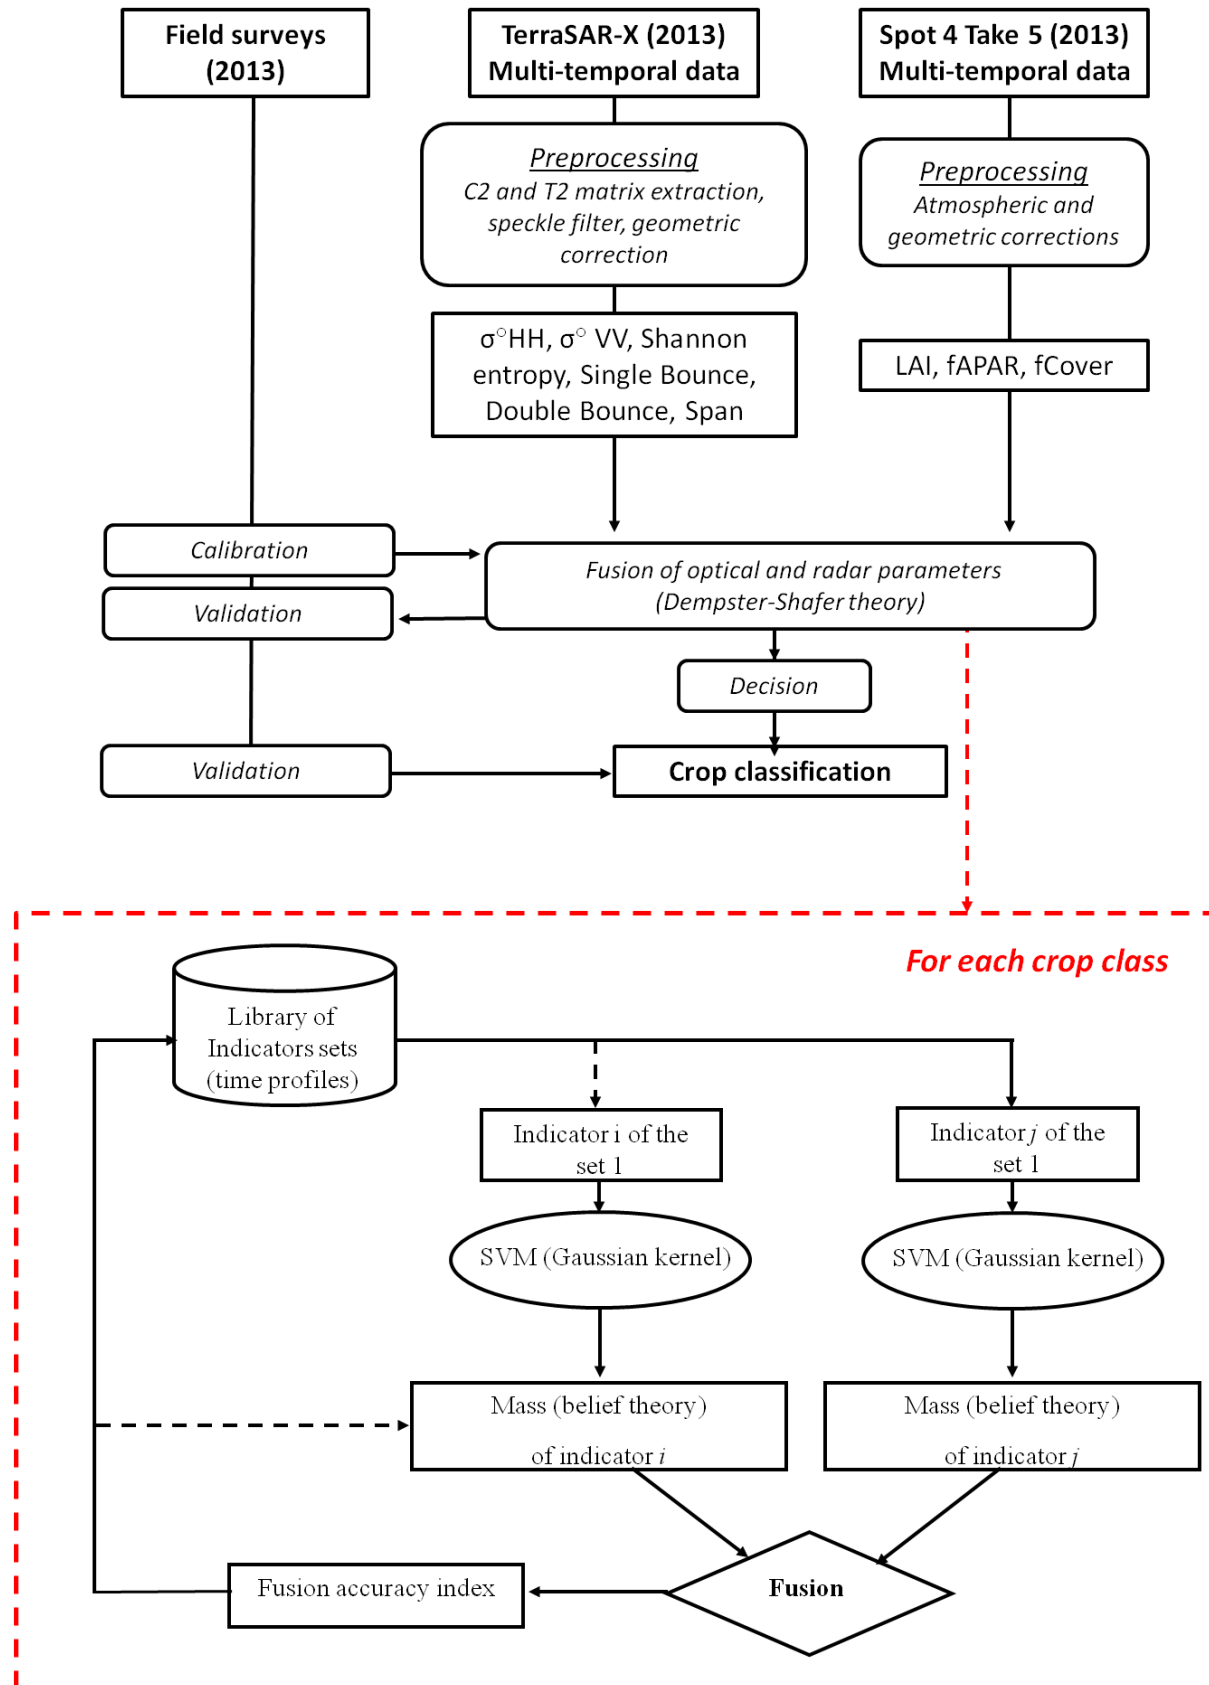 Field surveys
(2013)
TerraSAR-X (2013)
Multi-temporal data
Spot 4 Take 5 (2013)
Multi-temporal data
Preprocessing
C2 and T2 matrix extraction,
speckle filter, geometric
correction
Preprocessing
Atmospheric and
geometric corrections
σ°HH, σ° VV, Shannon
entropy, Single Bounce,
Double Bounce, Span
LAI, fAPAR, fCover
Calibration
Fusion of optical and radar parameters
(Dempster-Shafer theory)
Validation
Decision
Validation
Crop classification
For each crop class
Library of
Indicators sets
(time profiles)
Indicator i of the
set 1
Indicator j of the
set 1
SVM (Gaussian kernel)
SVM (Gaussian kernel)
Mass (belief theory)
of indicator i
Mass (belief theory)
of indicator j
Fusion accuracy index
Fusion